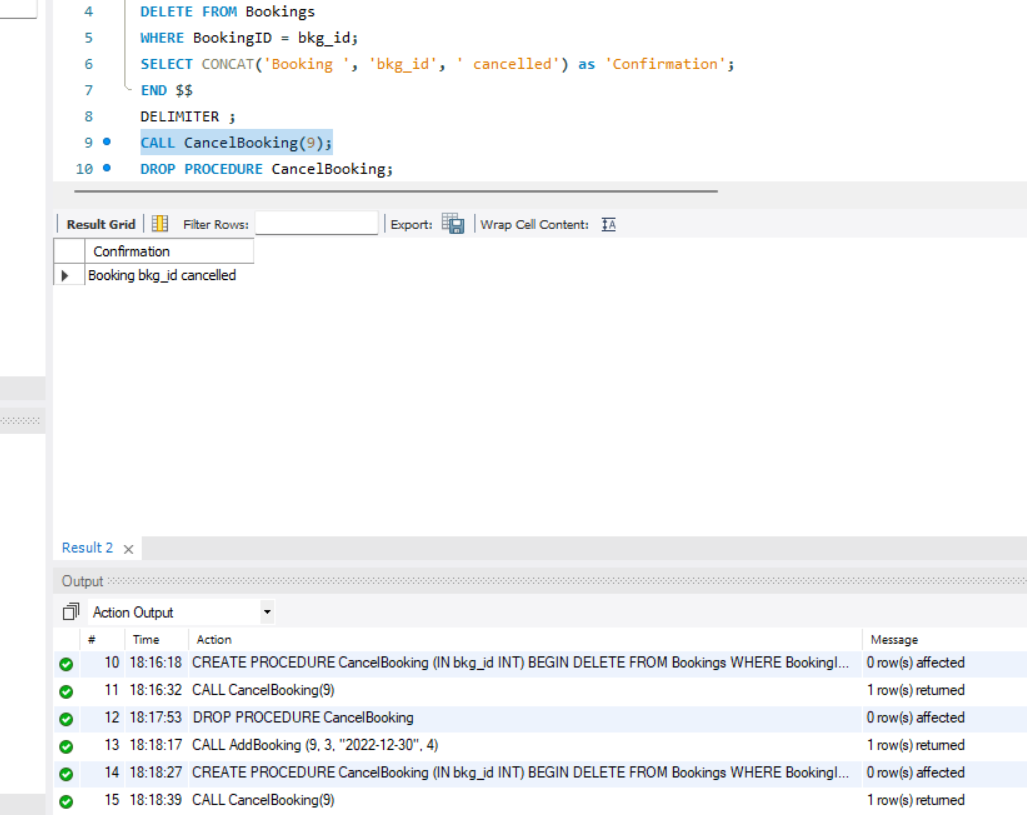 4 DELETE FROM Bookings
5 WHERE BookingID = bkg_id;
6 SELECT CONCAT('Booking ', 'bkg_id', ' cancelled') as 'Confirmation';
7 END $$
8 DELIMITER ;
9 CALL CancelBooking(9);
10 DROP PROCEDURE CancelBooking;
Result Grid Filter Rows: Export: Wrap Cell Content: IA
Confirmation
Booking bkg_id cancelled
Result 2 ×
Output
Action Output
# Time Action Message
10 18:16:18 CREATE PROCEDURE CancelBooking (IN bkg_id INT) BEGIN DELETE FROM Bookings WHERE BookingI... 0 row(s) affected
11 18:16:32 CALL CancelBooking(9) 1 row(s) returned
12 18:17:53 DROP PROCEDURE CancelBooking 0 row(s) affected
13 18:18:17 CALL AddBooking (9, 3, "2022-12-30", 4) 1 row(s) returned
14 18:18:27 CREATE PROCEDURE CancelBooking (IN bkg_id INT) BEGIN DELETE FROM Bookings WHERE BookingI... 0 row(s) affected
15 18:18:39 CALL CancelBooking(9) 1 row(s) returned